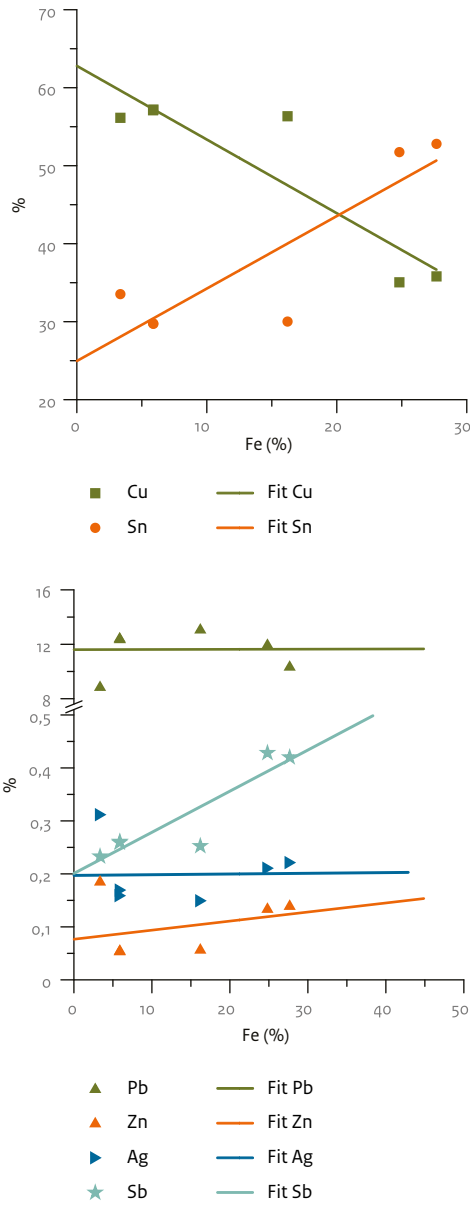 70
60
50
40
30
20
%
0 10 20 30
Fe (%)
Cu Fit Cu
Sn Fit Sn
16
12
8
0,5
0,4
0,3
0,2
0,1
0
%
0 10 20 30 40 50
Fe (%)
Pb Fit Pb
Zn Fit Zn
Ag Fit Ag
Sb Fit Sb